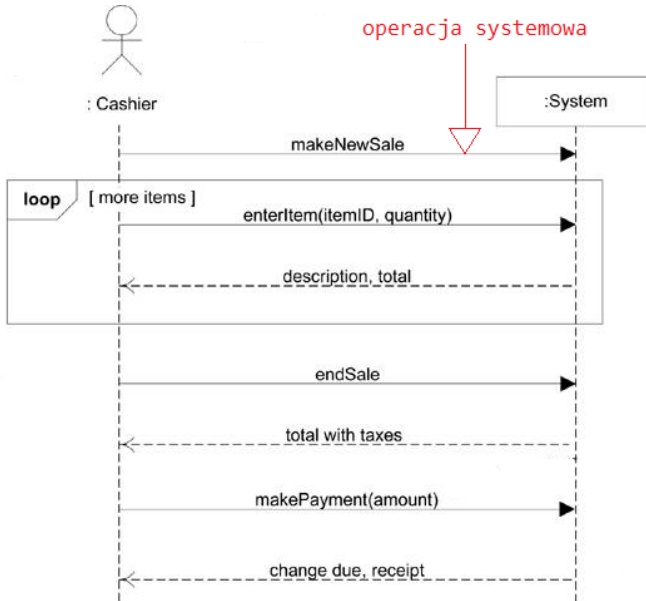 operacja systemowa
: Cashier
:System
makeNewSale
loop
[ more items ]
enterItem(itemID, quantity)
description, total
endSale
total with taxes
makePayment(amount)
change due, receipt